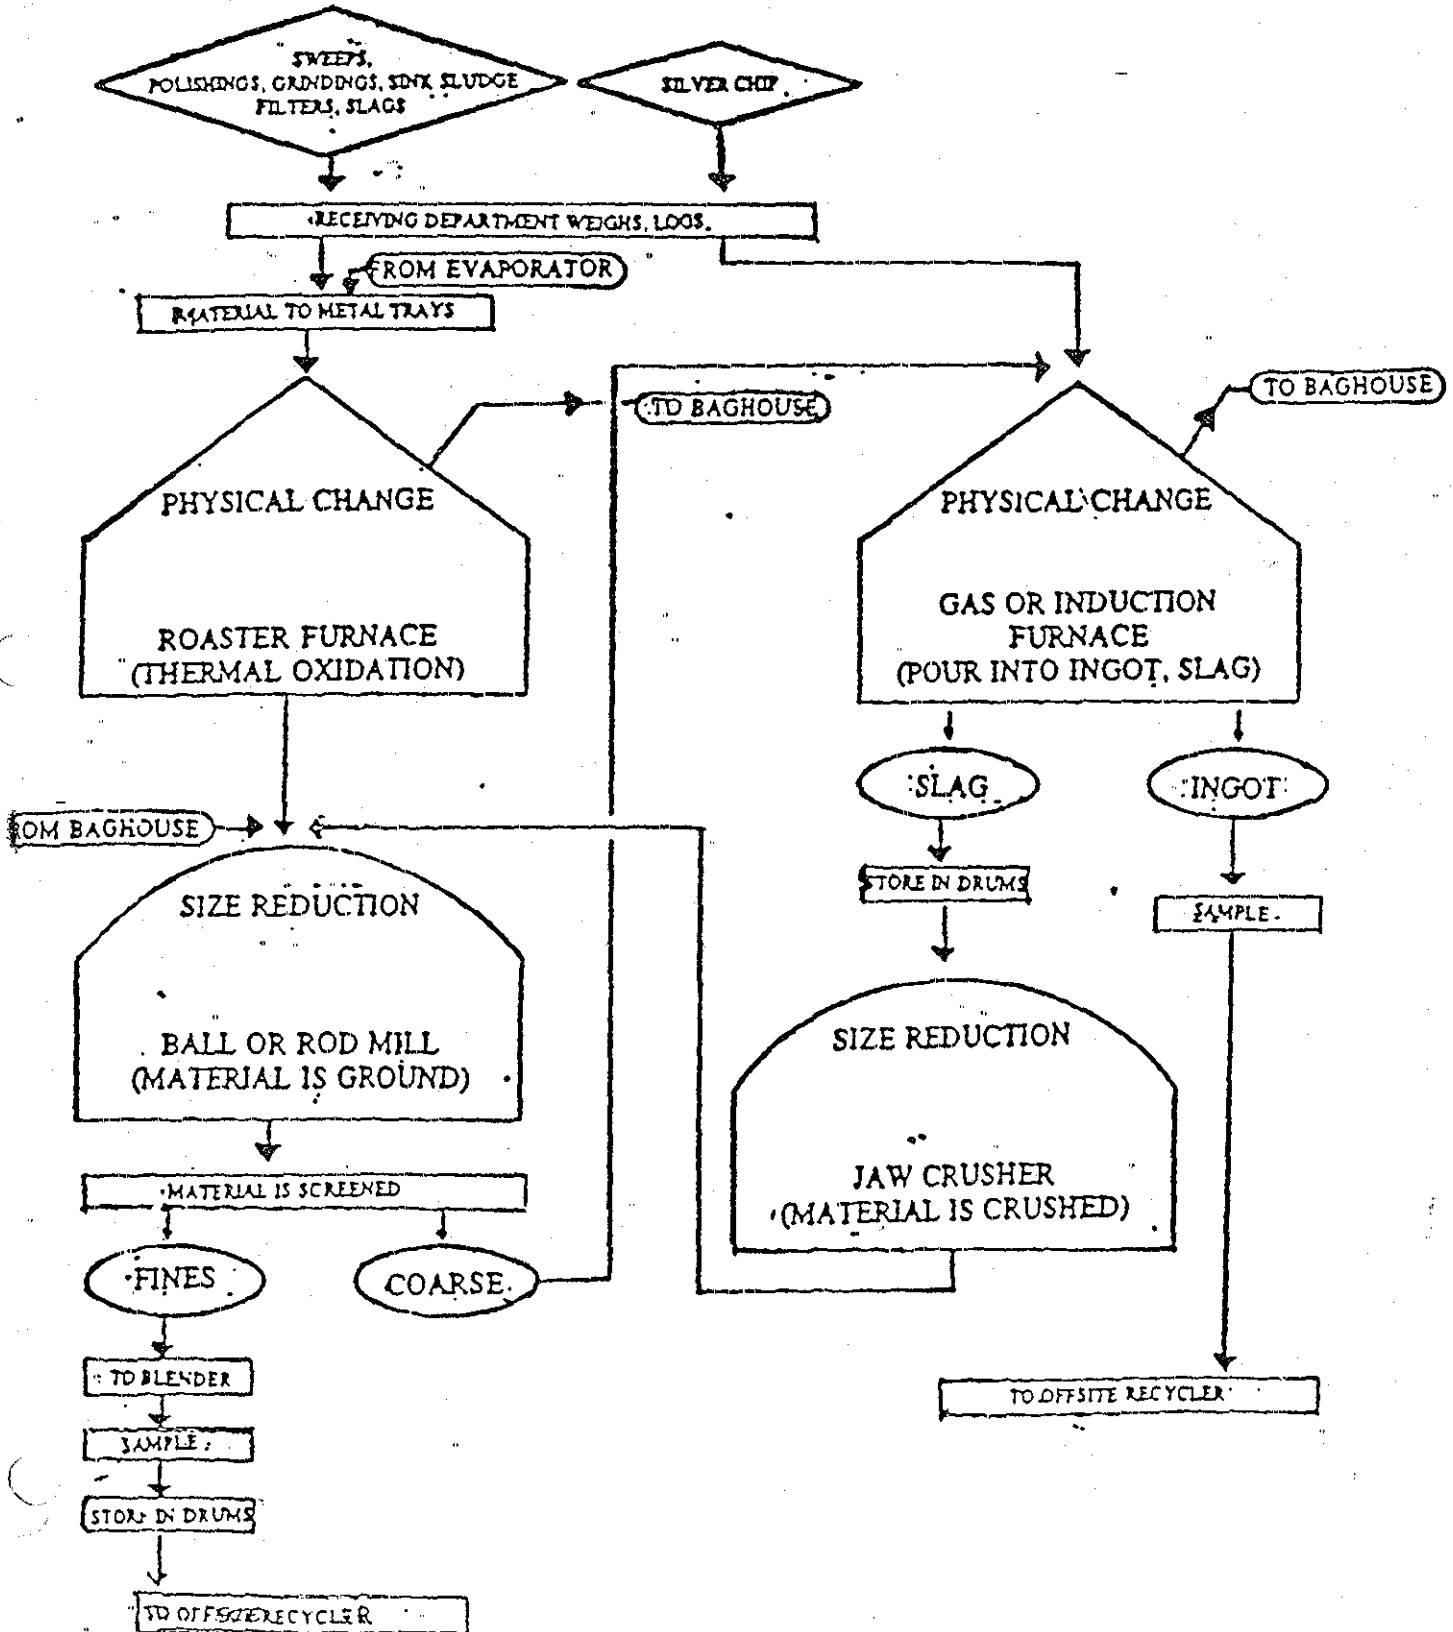 SWEEPS,
POLISHINGS, GRINDINGS, SINK SLUDGE
FILTERS, SLAGS
SILVER CHIP
RECEIVING DEPARTMENT WEIGHS, LOGS.
FROM EVAPORATOR
MATERIAL TO METAL TRAYS
TO BAGHOUSE
TO BAGHOUSE
PHYSICAL CHANGE
ROASTER FURNACE
(THERMAL OXIDATION)
PHYSICAL CHANGE
GAS OR INDUCTION
FURNACE
(POUR INTO INGOT, SLAG)
SLAG
INGOT
OM BAGHOUSE
STORE IN DRUMS
SAMPLE.
SIZE REDUCTION
BALL OR ROD MILL
(MATERIAL IS GROUND)
SIZE REDUCTION
JAW CRUSHER
(MATERIAL IS CRUSHED)
MATERIAL IS SCREENED
FINES
COARSE
TO BLENDER
SAMPLE
STORE IN DRUMS
TO OFFSITE RECYCLER
TO OFFSITE RECYCLER